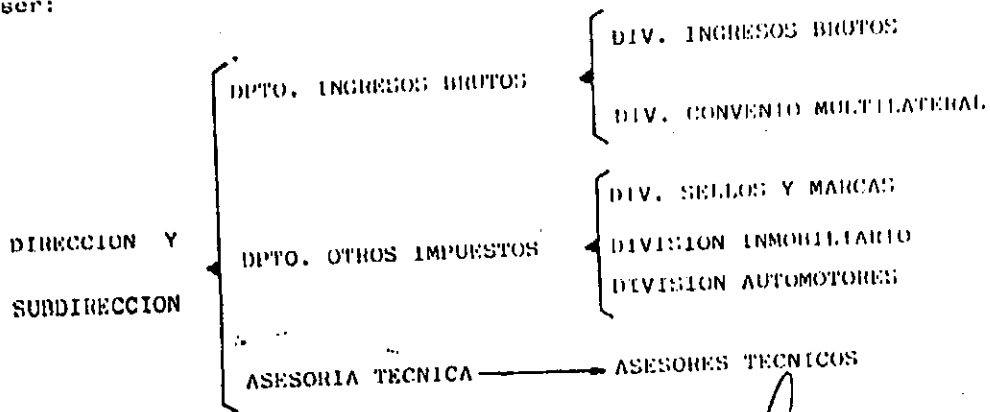 ser:
DIV. INGRESOS BRUTOS
DPTO. INGRESOS BRUTOS
DIV. CONVENIO MULTILATERAL
DIV. SELLOS Y MARCAS
DIRECCION Y
SUBDIRECCION
DPTO. OTROS IMPUESTOS
DIVISION INMOBILIARIO
DIVISION AUTOMOTORES
ASESORIA TECNICA
ASESORES TECNICOS